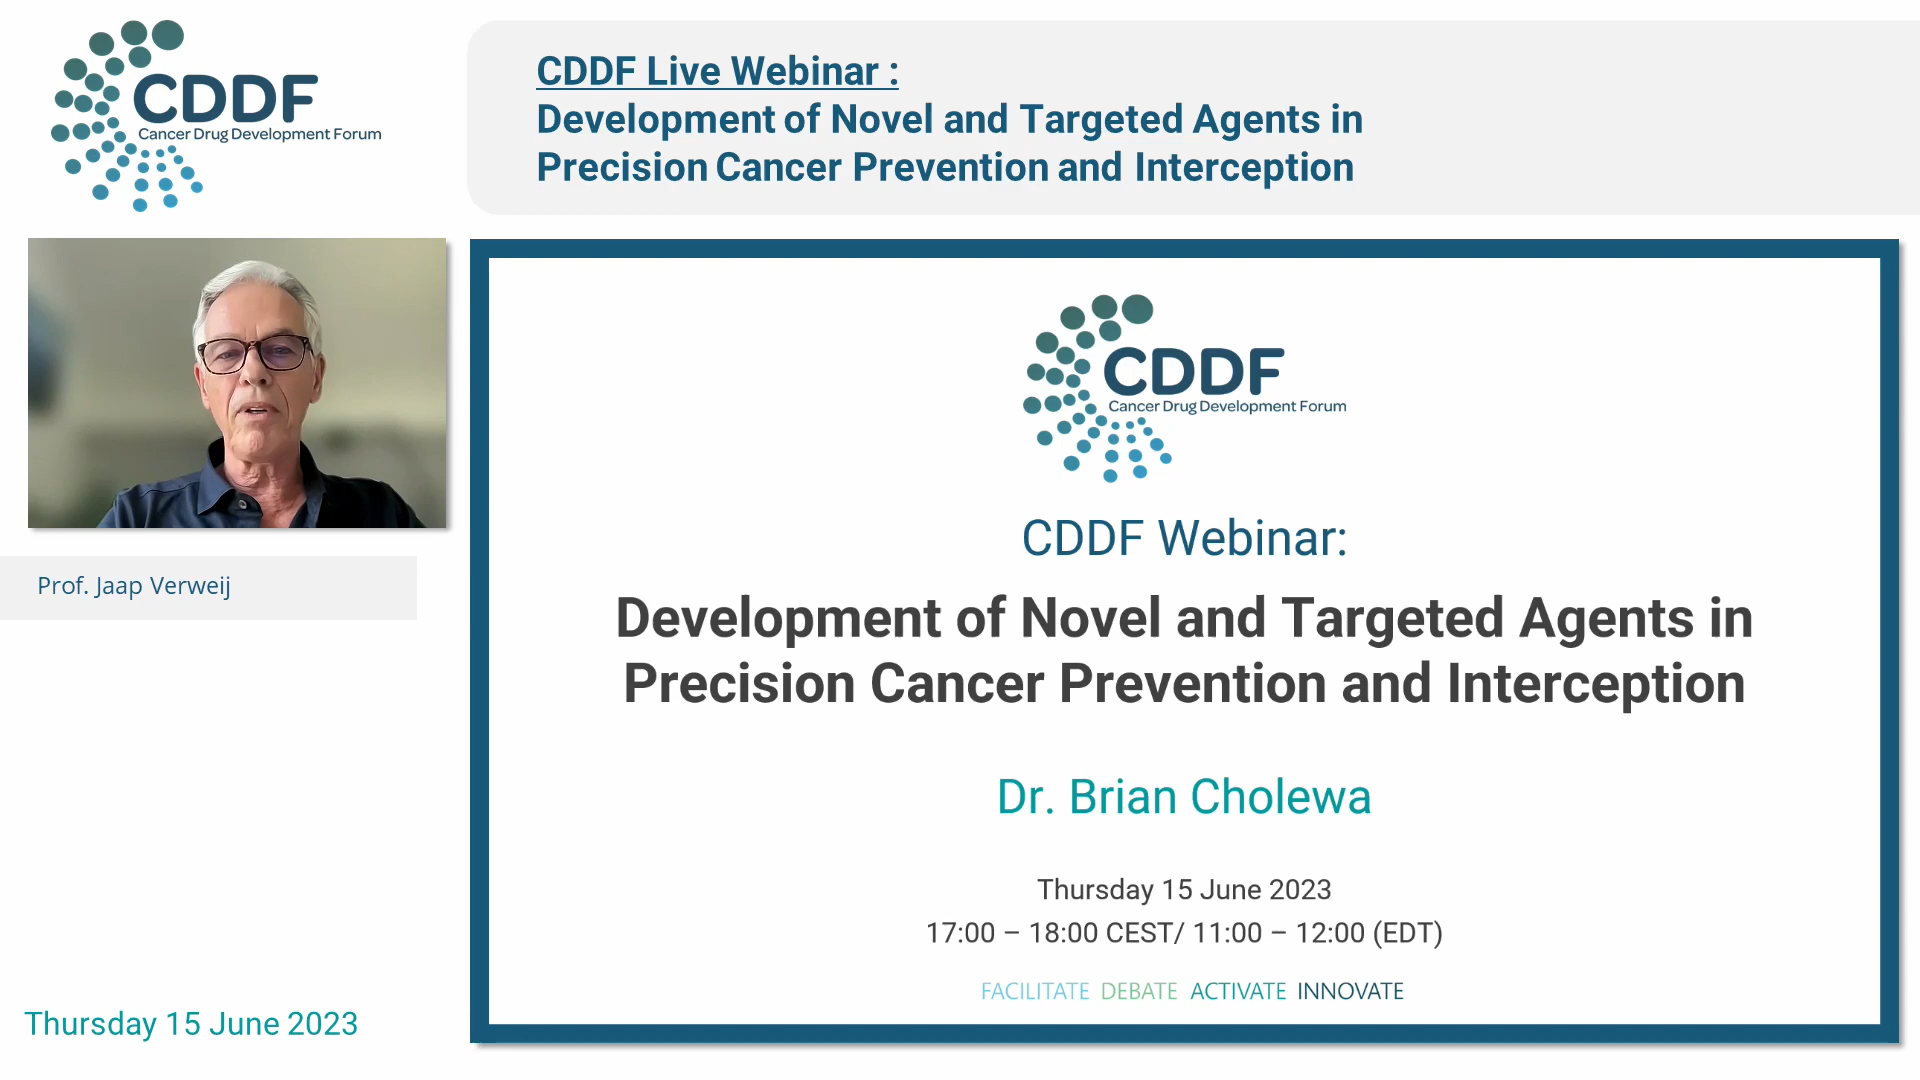 CDDF
Cancer Drug Development Forum
CDDF Live Webinar :
Development of Novel and Targeted Agents in
Precision Cancer Prevention and Interception
Prof. Jaap Verweij
Thursday 15 June 2023
CDDF
Cancer Drug Development Forum
CDDF Webinar:
Development of Novel and Targeted Agents in
Precision Cancer Prevention and Interception
Dr. Brian Cholewa
Thursday 15 June 2023
17:00 – 18:00 CEST/ 11:00 – 12:00 (EDT)
FACILITATE DEBATE ACTIVATE INNOVATE